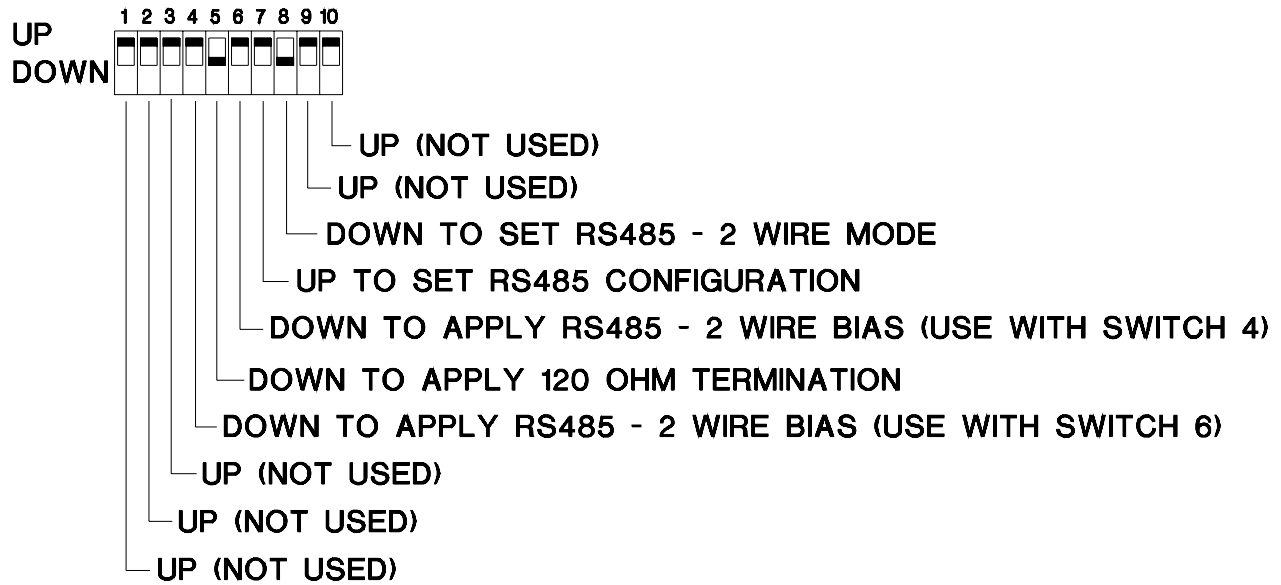 1 2 3 4 5 6 7 8 9 10
UP
DOWN
UP (NOT USED)
UP (NOT USED)
DOWN TO SET RS485 - 2 WIRE MODE
UP TO SET RS485 CONFIGURATION
DOWN TO APPLY RS485 - 2 WIRE BIAS (USE WITH SWITCH 4)
DOWN TO APPLY 120 OHM TERMINATION
DOWN TO APPLY RS485 - 2 WIRE BIAS (USE WITH SWITCH 6)
UP (NOT USED)
UP (NOT USED)
UP (NOT USED)